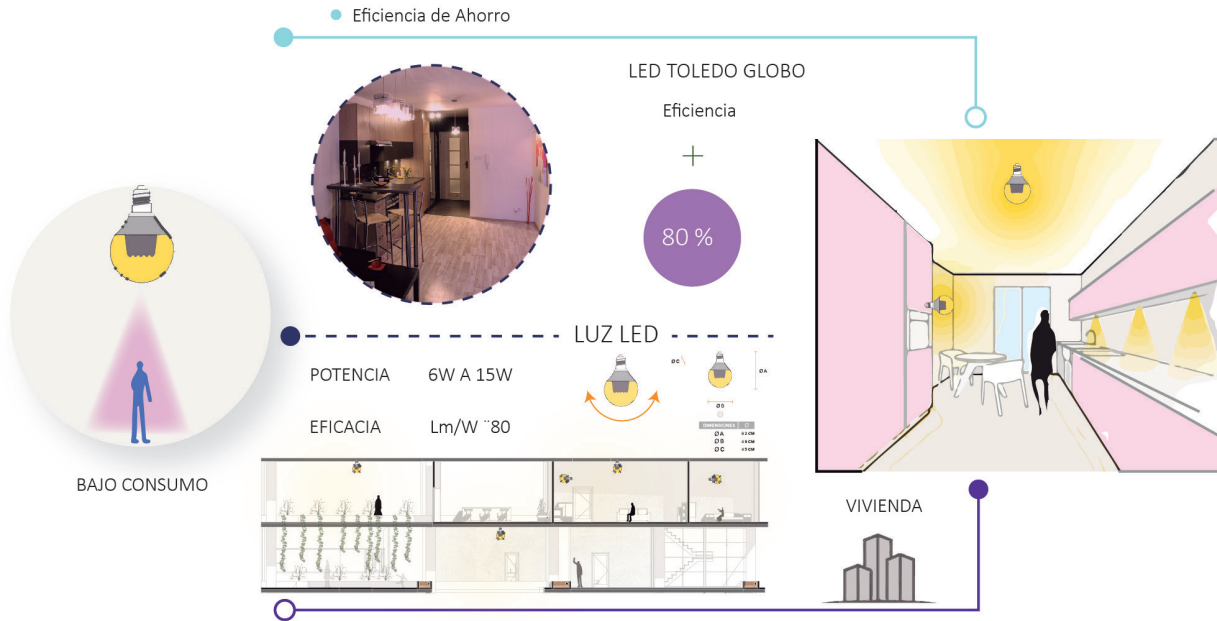 Eficiencia de Ahorro
LED TOLEDO GLOBO
Eficiencia
+
80 %
LUZ LED
POTENCIA 6W A 15W
EFICACIA Lm/W ¨80
Ø C
Ø A
Ø B
DIMENSIONES Ø
Ø A
Ø B
Ø C
BAJO CONSUMO
VIVIENDA